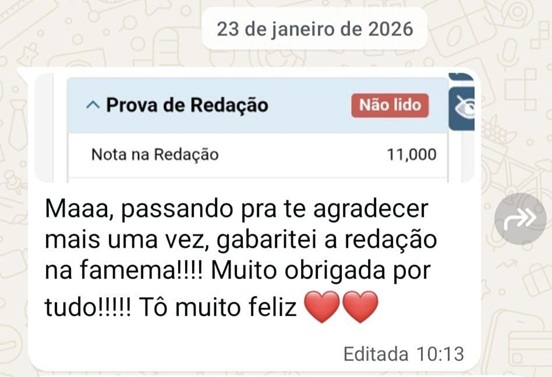 23 de janeiro de 2026
Prova de Redação Não lido
Nota na Redação 11,000
Maaa, passando pra te agradecer
mais uma vez, gabaritei a redação
na famema!!!! Muito obrigada por
tudo!!!!! Tô muito feliz ❤️❤️
Editada 10:13